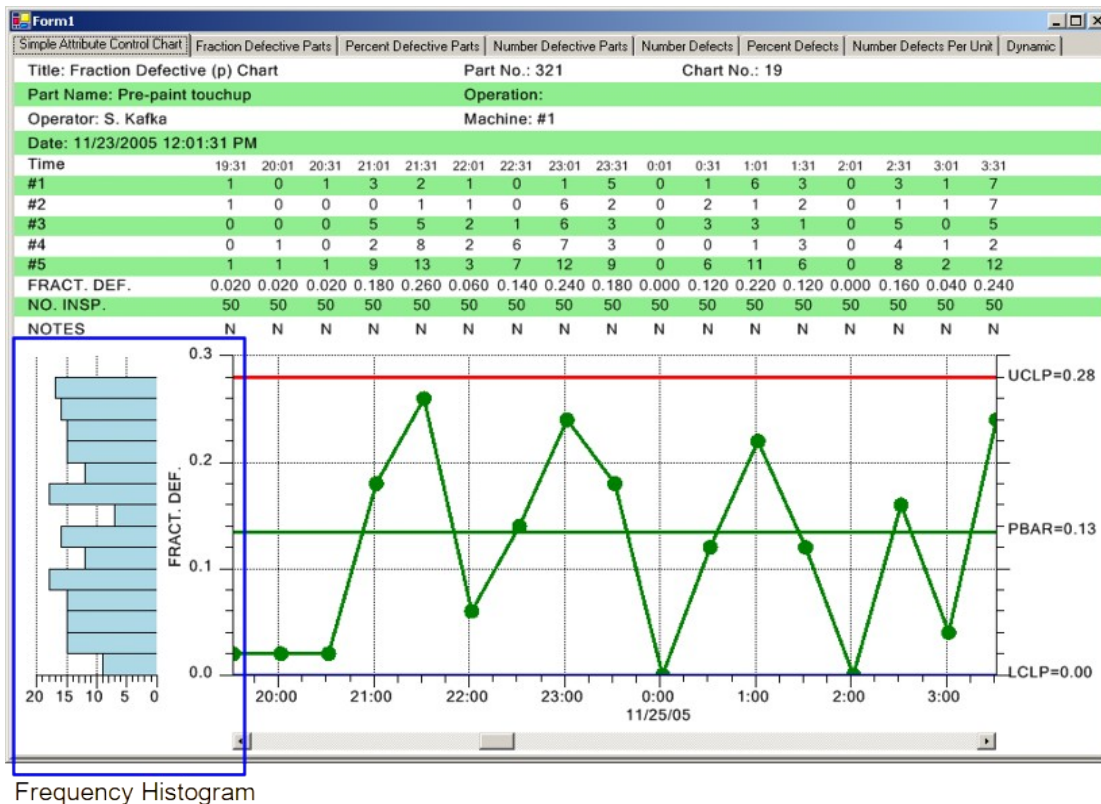 Form1
Simple Attribute Control Chart Fraction Defective Parts Percent Defective Parts Number Defective Parts Number Defects Percent Defects Number Defects Per Unit Dynamic
Title: Fraction Defective (p) Chart Part No.: 321 Chart No.: 19
Part Name: Pre-paint touchup Operation:
Operator: S. Kafka Machine: #1
Date: 11/23/2005 12:01:31 PM
Time 19:31 20:01 20:31 21:01 21:31 22:01 22:31 23:01 23:31 0:01 0:31 1:01 1:31 2:01 2:31 3:01 3:31
#1 1 0 1 3 2 1 0 1 5 0 1 6 3 0 3 1 7
#2 1 0 0 0 1 1 0 6 2 0 2 1 2 0 1 1 7
#3 0 0 0 5 5 2 1 6 3 0 3 3 1 0 5 0 5
#4 0 1 0 2 8 2 6 7 3 0 0 1 3 0 4 1 2
#5 1 1 1 9 13 3 7 12 9 0 6 11 6 0 8 2 12
FRACT. DEF. 0.020 0.020 0.020 0.180 0.260 0.060 0.140 0.240 0.180 0.000 0.120 0.220 0.120 0.000 0.160 0.040 0.240
NO. INSP. 50 50 50 50 50 50 50 50 50 50 50 50 50 50 50 50 50
NOTES N N N N N N N N N N N N N N N N N
0.3
UCLP=0.28
0.2
FRACT. DEF.
PBAR=0.13
0.1
0.0
LCLP=0.00
20 15 10 5 0
20:00 21:00 22:00 23:00 0:00 1:00 2:00 3:00
11/25/05
Frequency Histogram